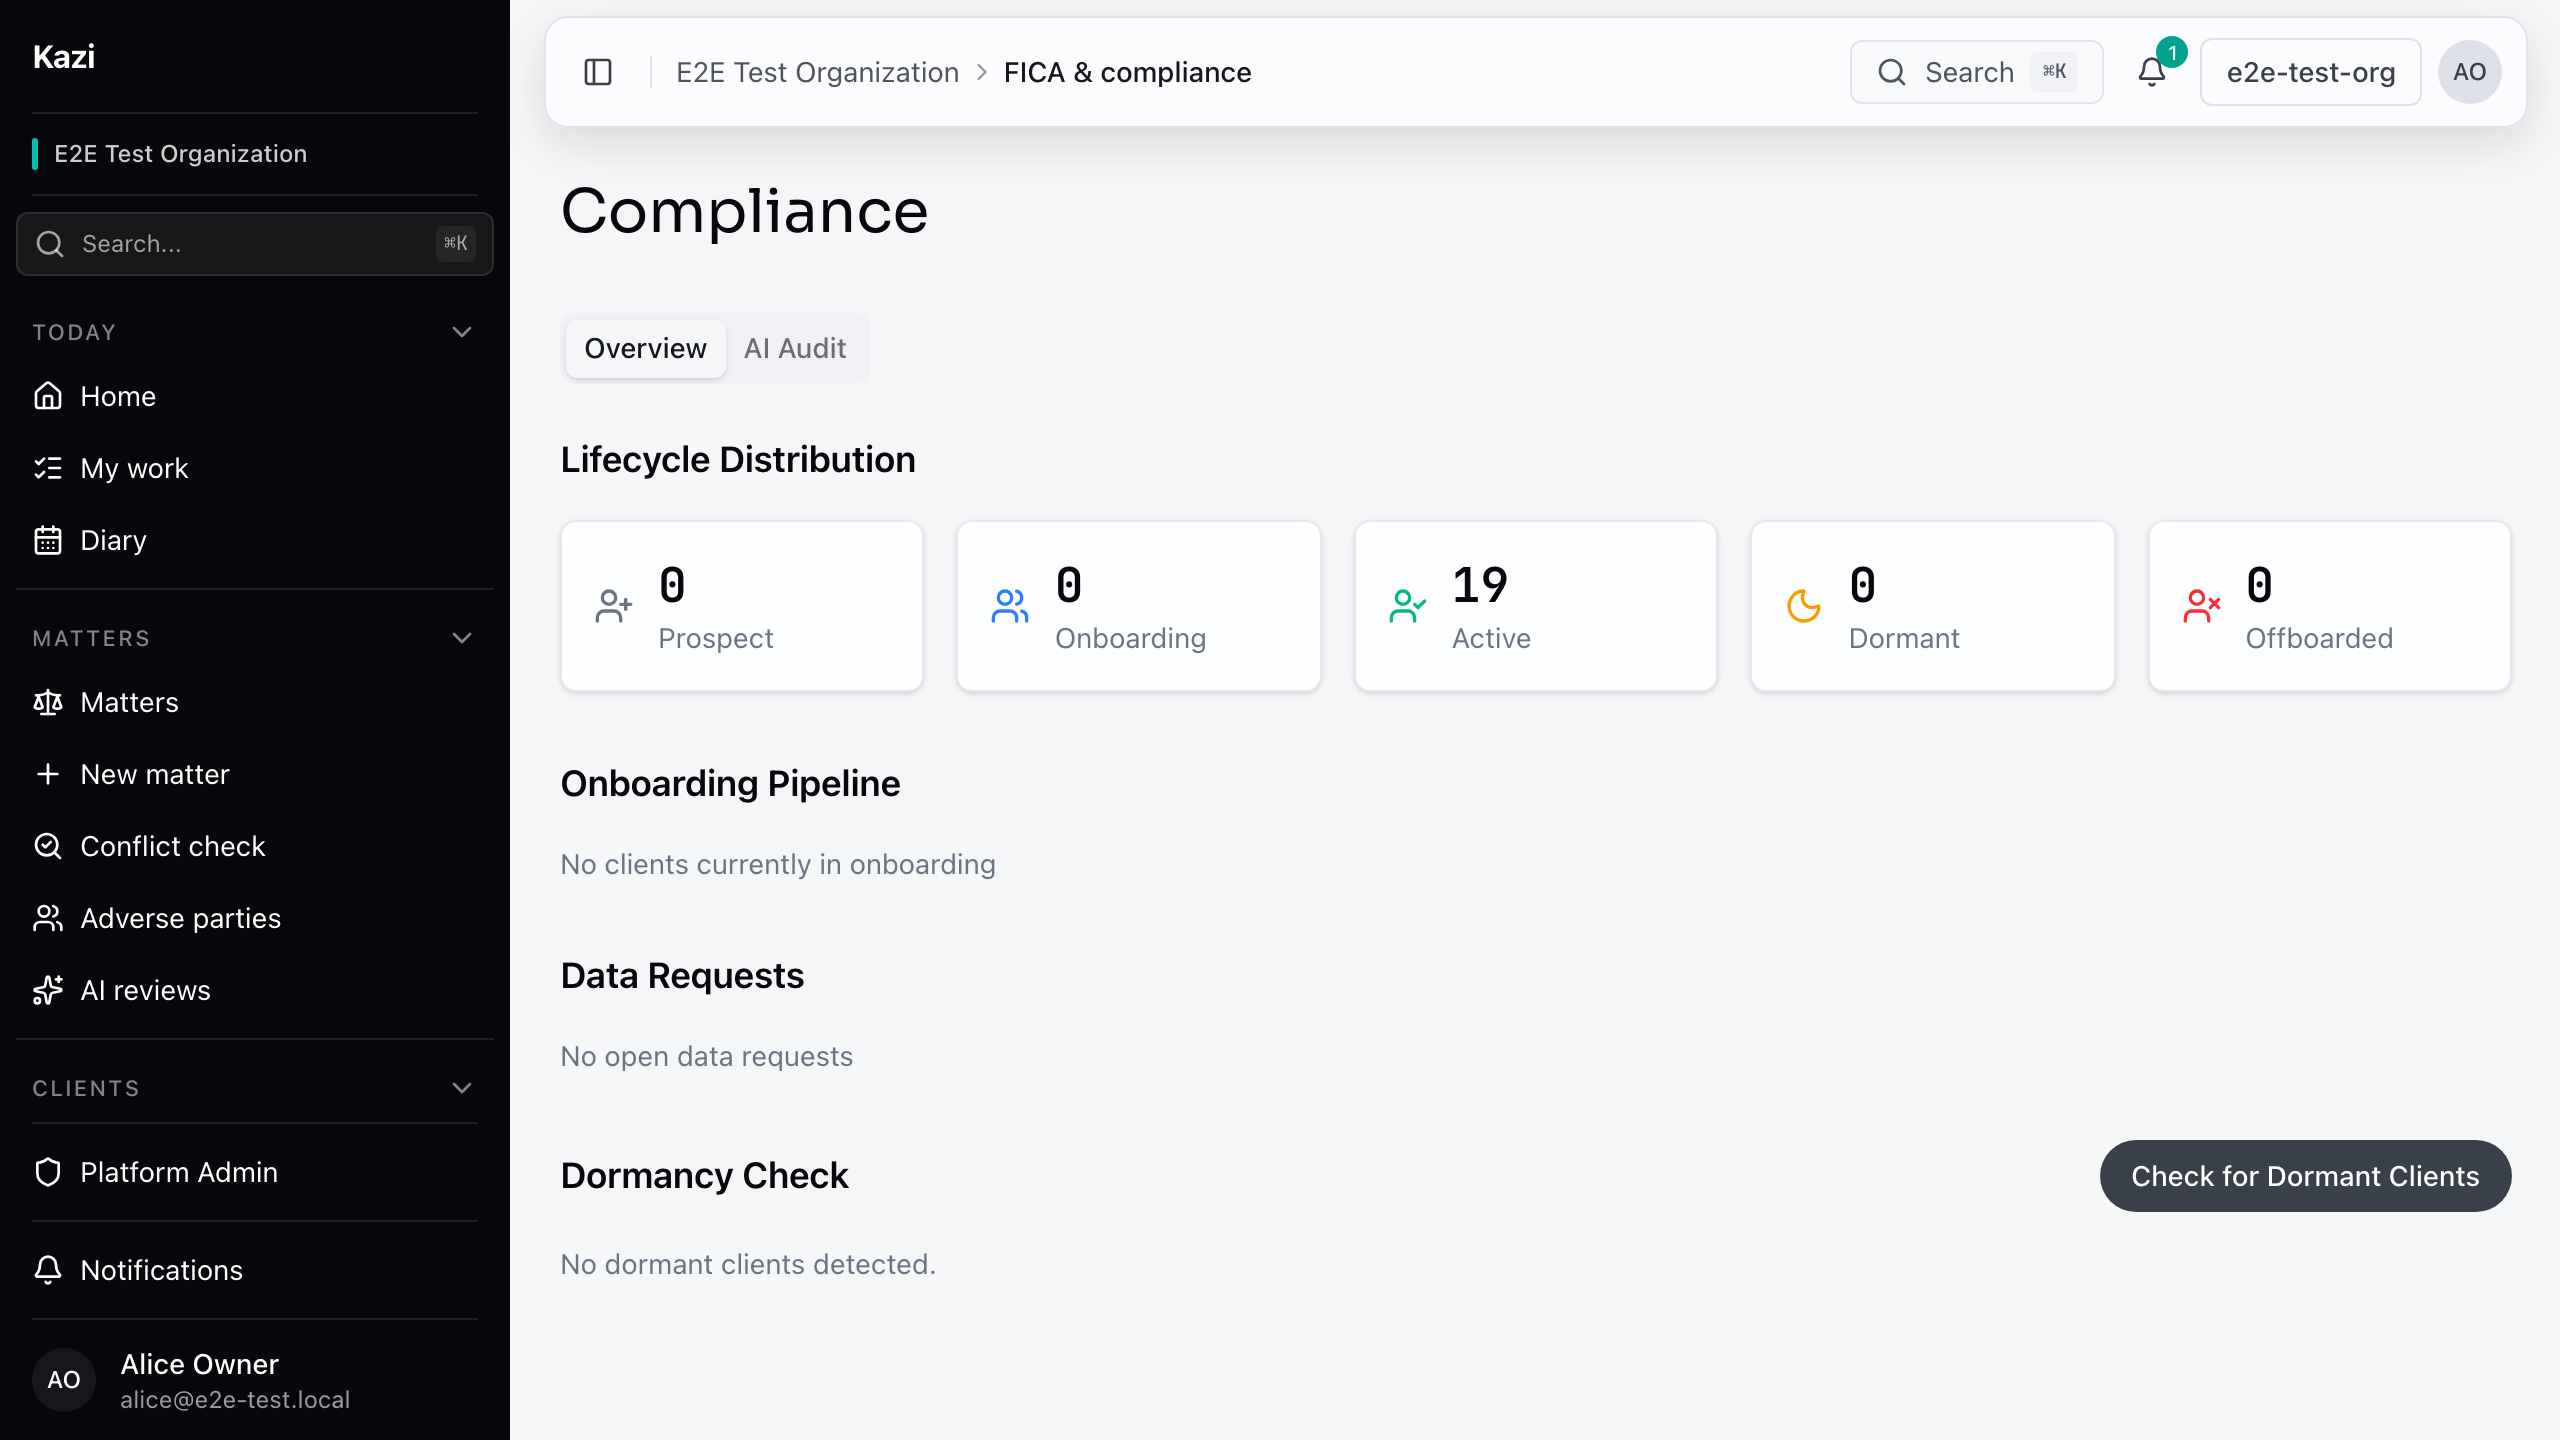 Kazi
E2E Test Organization
Search...
⌘K
TODAY
Home
My work
Diary
MATTERS
Matters
New matter
Conflict check
Adverse parties
AI reviews
CLIENTS
Platform Admin
Notifications
AO
Alice Owner
alice@e2e-test.local
E2E Test Organization > FICA & compliance
Search ⌘K
1
e2e-test-org
AO
Compliance
Overview
AI Audit
Lifecycle Distribution
0
Prospect
0
Onboarding
19
Active
0
Dormant
0
Offboarded
Onboarding Pipeline
No clients currently in onboarding
Data Requests
No open data requests
Dormancy Check
Check for Dormant Clients
No dormant clients detected.